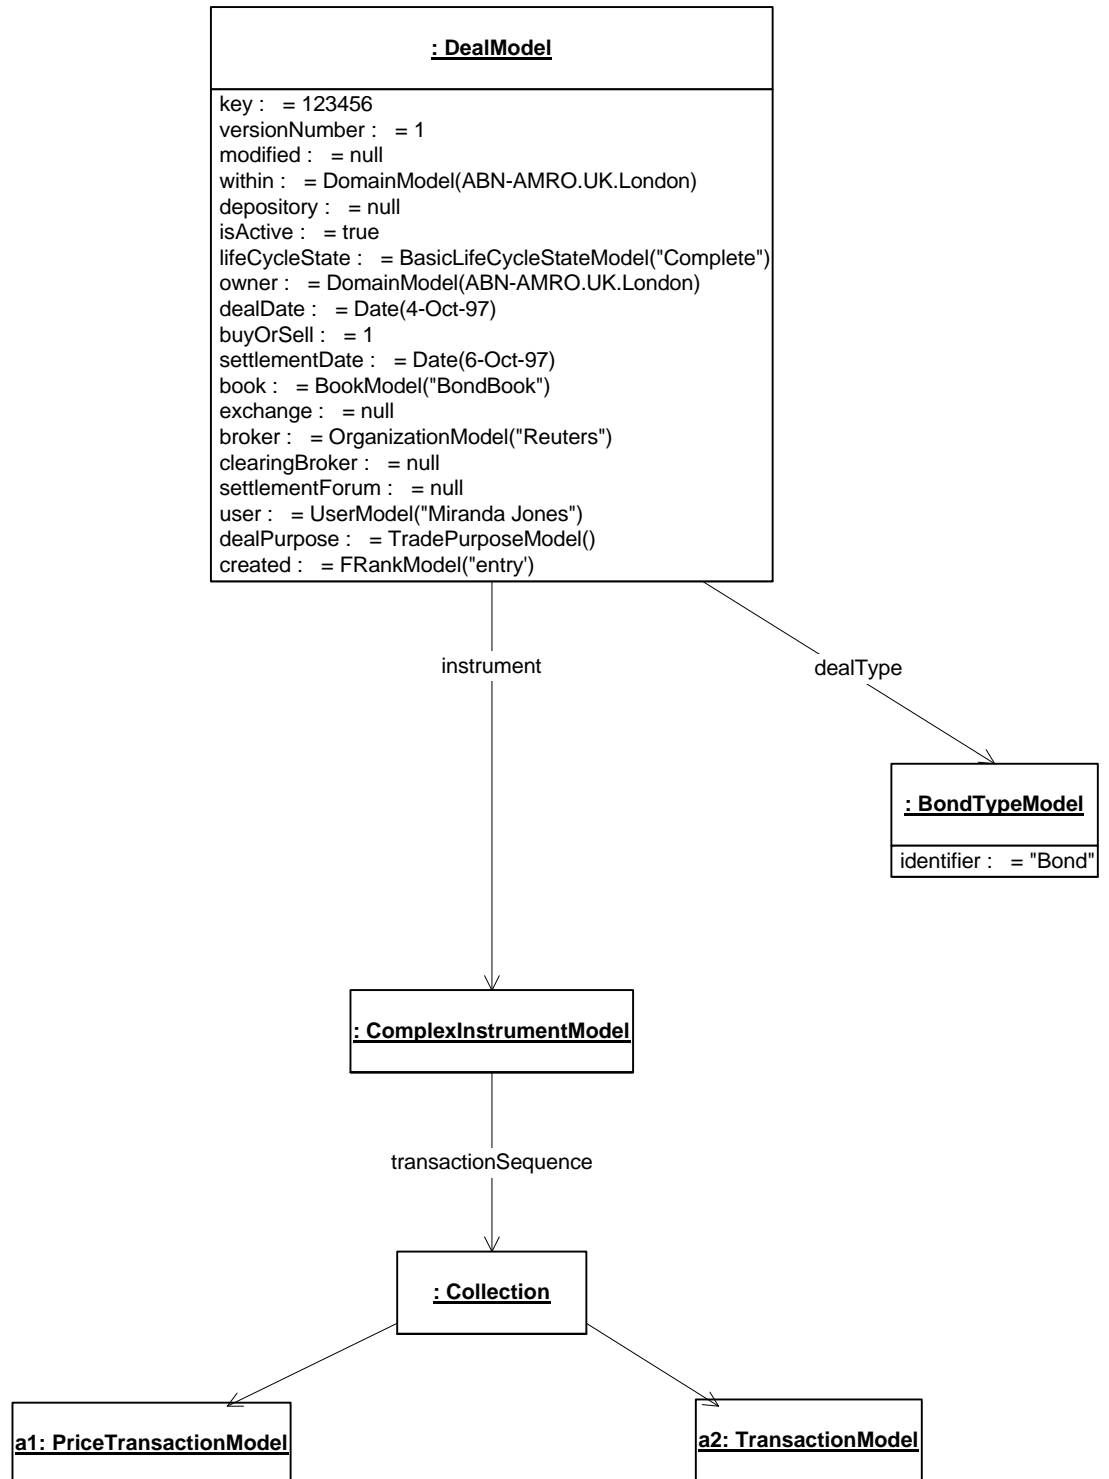 : DealModel
key :   = 123456
versionNumber :   = 1
modified :   = null
within :   = DomainModel(ABN-AMRO.UK.London)
depository :   = null
isActive :   = true
lifeCycleState :   = BasicLifeCycleStateModel("Complete")
owner :   = DomainModel(ABN-AMRO.UK.London)
dealDate :   = Date(4-Oct-97)
buyOrSell :   = 1
settlementDate :   = Date(6-Oct-97)
book :   = BookModel("BondBook")
exchange :   = null
broker :   = OrganizationModel("Reuters")
clearingBroker :   = null
settlementForum :   = null
user :   = UserModel("Miranda Jones")
dealPurpose :   = TradePurposeModel()
created :   = FRankModel("entry')
instrument
dealType
: BondTypeModel
identifier :   = "Bond"
: ComplexInstrumentModel
transactionSequence
: Collection
a1: PriceTransactionModel
a2: TransactionModel